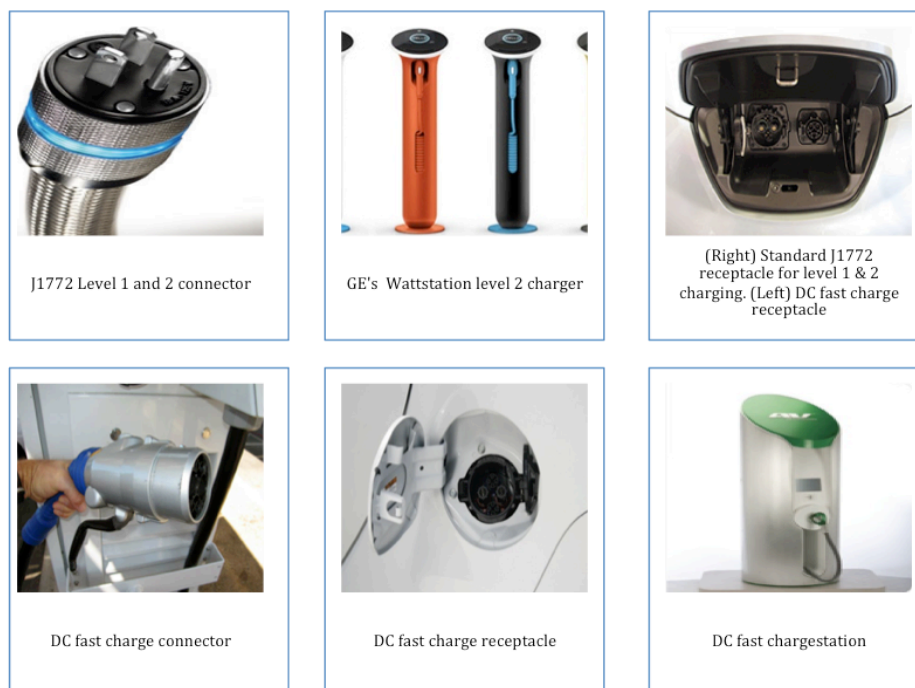 J1772 Level 1 and 2 connector
GE's Wattstation level 2 charger
(Right) Standard J1772
receptacle for level 1 & 2
charging. (Left) DC fast charge
receptacle
AV
DC fast charge connector
DC fast charge receptacle
DC fast chargestation